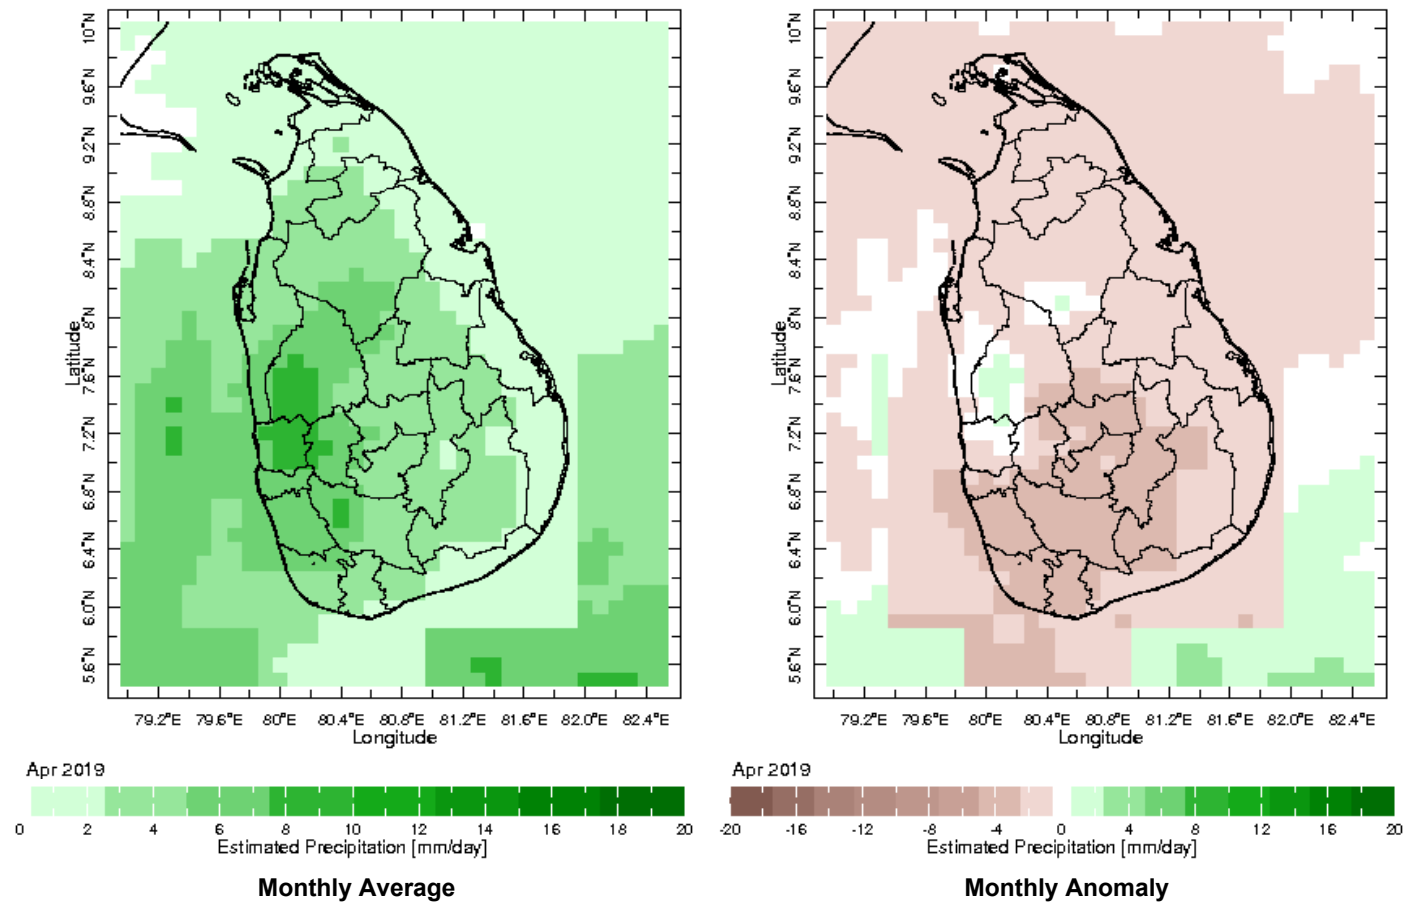 10°N
9.6°N
9.2°N
8.8°N
8.4°N
8°N
7.6°N
7.2°N
6.8°N
6.4°N
6.0°N
5.6°N
Latitude
79.2°E 79.6°E 80°E 80.4°E 80.8°E 81.2°E 81.6°E 82.0°E 82.4°E
Longitude
Apr 2019
0 2 4 6 8 10 12 14 16 18 20
Estimated Precipitation [mm/day]
Monthly Average
10°N
9.6°N
9.2°N
8.8°N
8.4°N
8°N
7.6°N
7.2°N
6.8°N
6.4°N
6.0°N
5.6°N
Latitude
79.2°E 79.6°E 80°E 80.4°E 80.8°E 81.2°E 81.6°E 82.0°E 82.4°E
Longitude
Apr 2019
-20 -16 -12 -8 -4 0 4 8 12 16 20
Estimated Precipitation [mm/day]
Monthly Anomaly